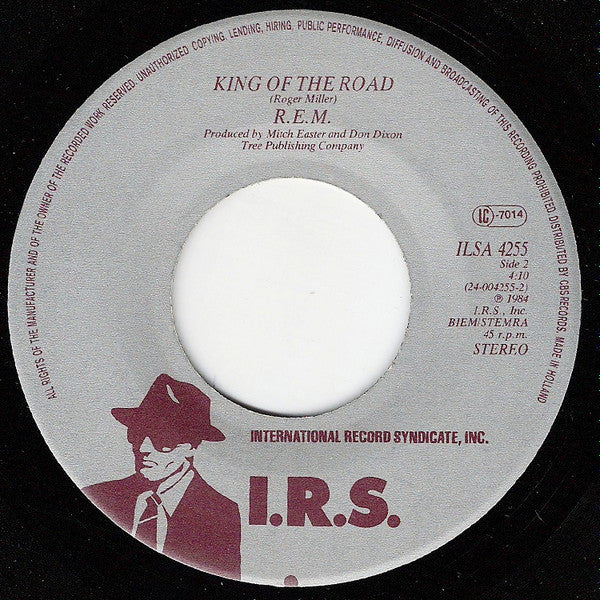 ALL RIGHTS OF THE MANUFACTURER AND OF THE OWNER OF THE RECORDED WORK RESERVED. UNAUTHORIZED COPYING, LENDING, HIRING, PUBLIC PERFORMANCE, DIFFUSION AND BROADCASTING OF THIS RECORDING PROHIBITED. DISTRIBUTED BY CBS RECORDS. MADE IN HOLLAND
KING OF THE ROAD
(Roger Miller)
R.E.M.
Produced by Mitch Easter and Don Dixon
Tree Publishing Company
LC-7014
ILSA 4255
Side 2
4:10
(24-004255-2)
℗ 1984
I.R.S., Inc.
BIEM/STEMRA
45 r.p.m.
STEREO
INTERNATIONAL RECORD SYNDICATE, INC.
I.R.S.